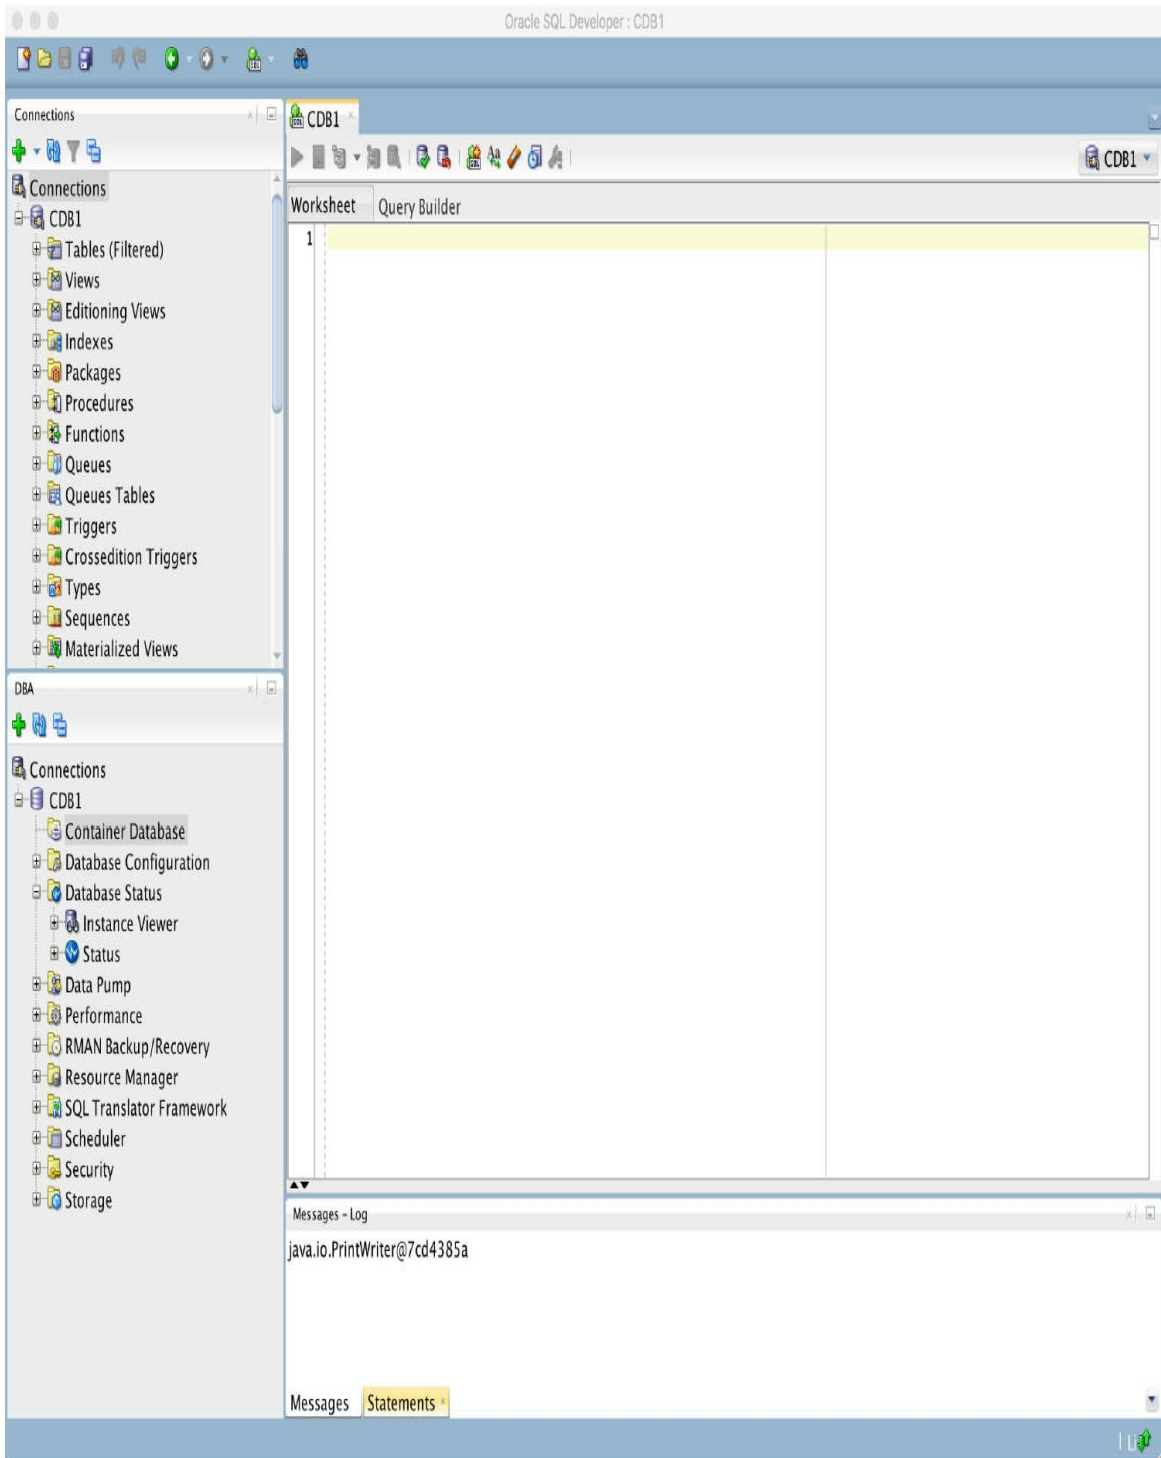 Oracle SQL Developer : CDB1
Connections
CDB1
CDB1
Connections
CDB1
Tables (Filtered)
Views
Editioning Views
Indexes
Packages
Procedures
Functions
Queues
Queues Tables
Triggers
Crossedition Triggers
Types
Sequences
Materialized Views
Worksheet
Query Builder
1
DBA
Connections
CDB1
Container Database
Database Configuration
Database Status
Instance Viewer
Status
Data Pump
Performance
RMAN Backup/Recovery
Resource Manager
SQL Translator Framework
Scheduler
Security
Storage
Messages - Log
java.io.PrintWriter@7cd4385a
Messages
Statements